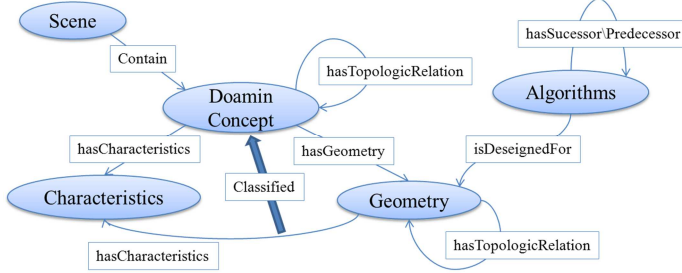 Scene
hasSucessor\Predecessor
Contain
hasTopologicRelation
Doamin
Concept
Algorithms
hasCharacteristics
hasGeometry
isDeseignedFor
Classified
Characteristics
Geometry
hasTopologicRelation
hasCharacteristics